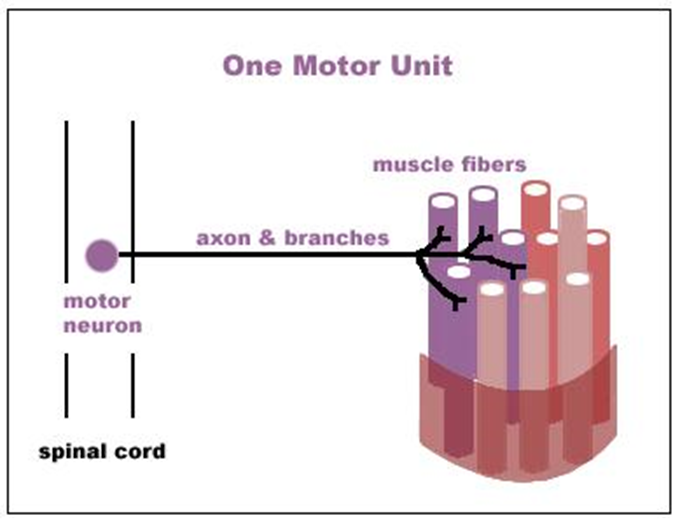 One Motor Unit
muscle fibers
axon & branches
motor
neuron
spinal cord